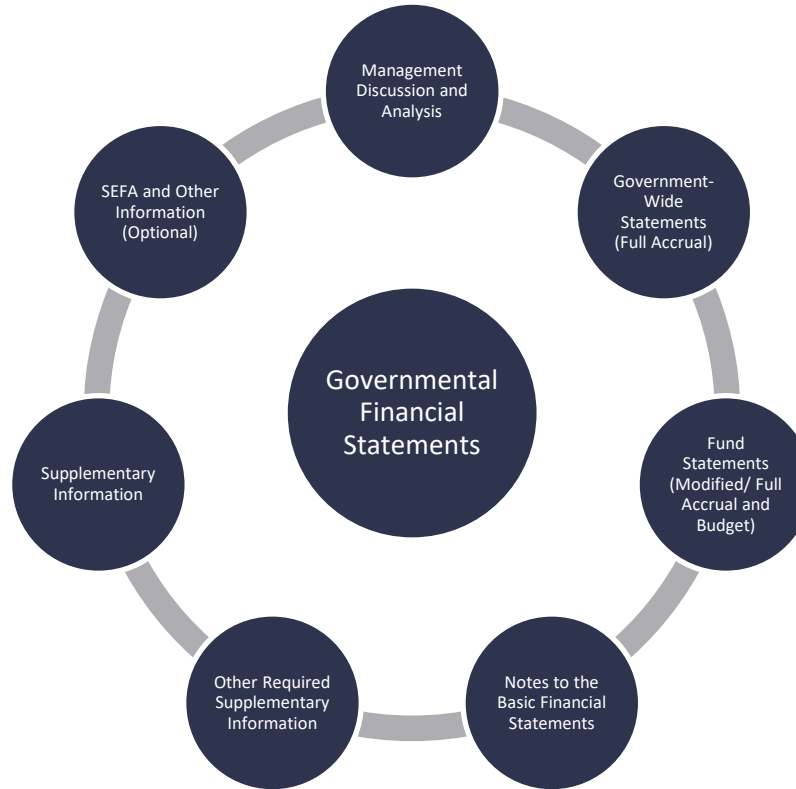 Management
Discussion and
Analysis
Government-
Wide
Statements
(Full Accrual)
Fund
Statements
(Modified/ Full
Accrual and
Budget)
Notes to the
Basic Financial
Statements
Other Required
Supplementary
Information
Supplementary
Information
SEFA and Other
Information
(Optional)
Governmental
Financial
Statements